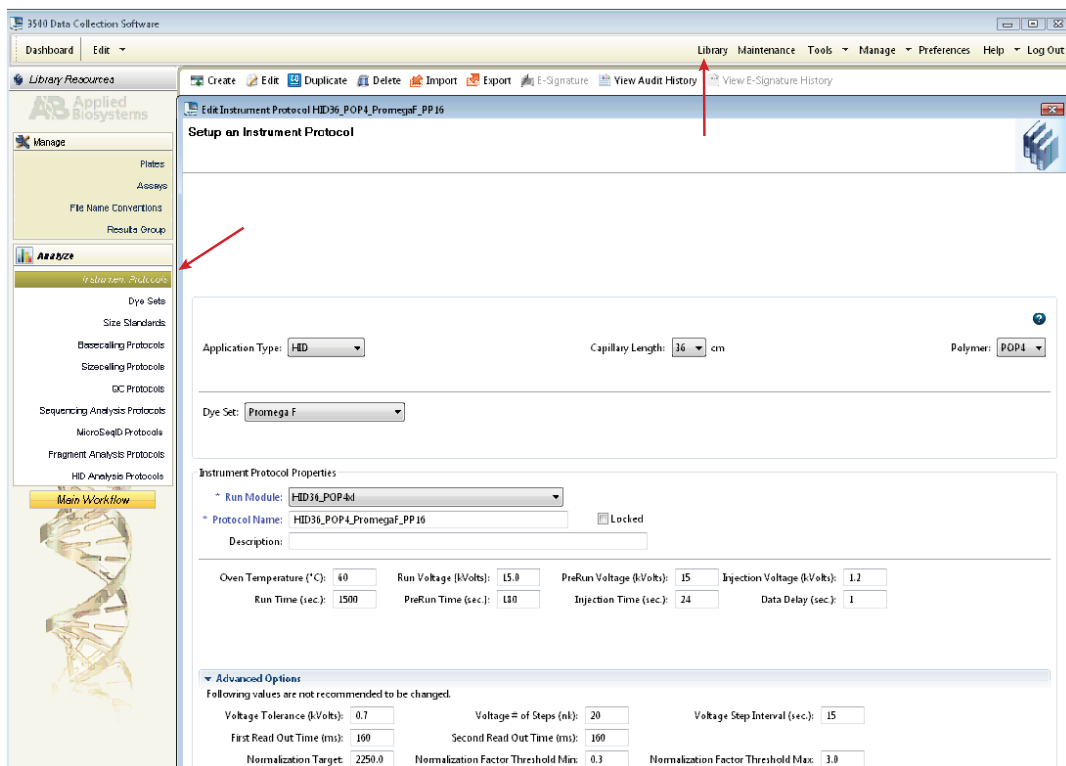 3500 Data Collection Software
Dashboard Edit Library Maintenance Tools Manage Preferences Help Log Out
Library Resources Create Edit Duplicate Delete Import Export E-Signature View Audit History View E-Signature History
AB Applied Biosystems
Edit Instrument Protocol HID36_POP4_PromegaF_PP16
Setup an Instrument Protocol
Manage
Plates
Assays
File Name Conventions
Results Group
Analyze
Instrument Protocols
Dye Sets
Size Standards
Basecalling Protocols
Sizecalling Protocols
QC Protocols
Sequencing Analysis Protocols
MicroSeqID Protocols
Fragment Analysis Protocols
HID Analysis Protocols
Main Workflow
Application Type: HID Capillary Length: 36 cm Polymer: POP4
Dye Set: Promega F
Instrument Protocol Properties
* Run Module: HID36_POP4xl
* Protocol Name: HID36_POP4_PromegaF_PP16 Locked
Description:
Oven Temperature (°C): 60 Run Voltage (kVolts): 15.0 PreRun Voltage (kVolts): 15 Injection Voltage (kVolts): 1.2
Run Time (sec.): 1500 PreRun Time (sec.): 180 Injection Time (sec.): 24 Data Delay (sec.): 1
Advanced Options
Following values are not recommended to be changed.
Voltage Tolerance (kVolts): 0.7 Voltage # of Steps (nk): 20 Voltage Step Interval (sec.): 15
First Read Out Time (ms): 160 Second Read Out Time (ms): 160
Normalization Target: 2250.0 Normalization Factor Threshold Min: 0.3 Normalization Factor Threshold Max: 3.0